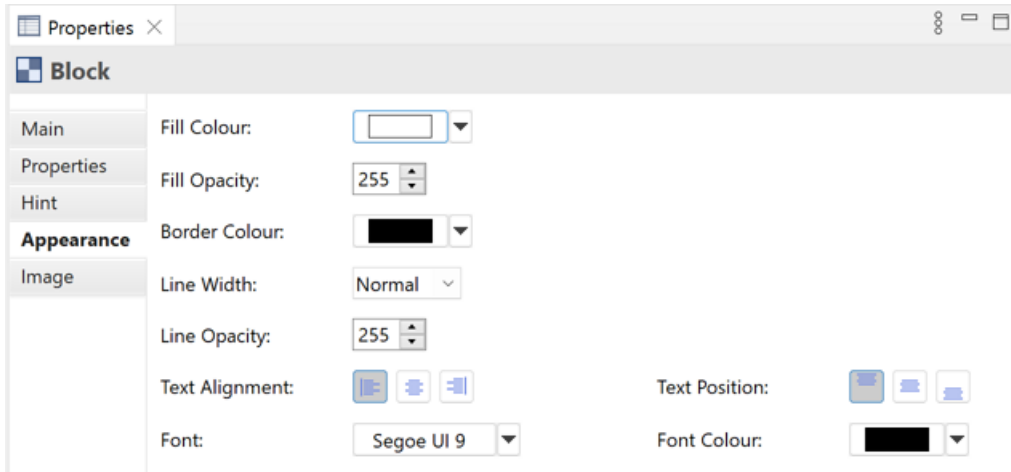 Properties
Block
Main
Properties
Hint
Appearance
Image
Fill Colour:
Fill Opacity: 255
Border Colour:
Line Width: Normal
Line Opacity: 255
Text Alignment: Text Position:
Font: Segoe UI 9 Font Colour: